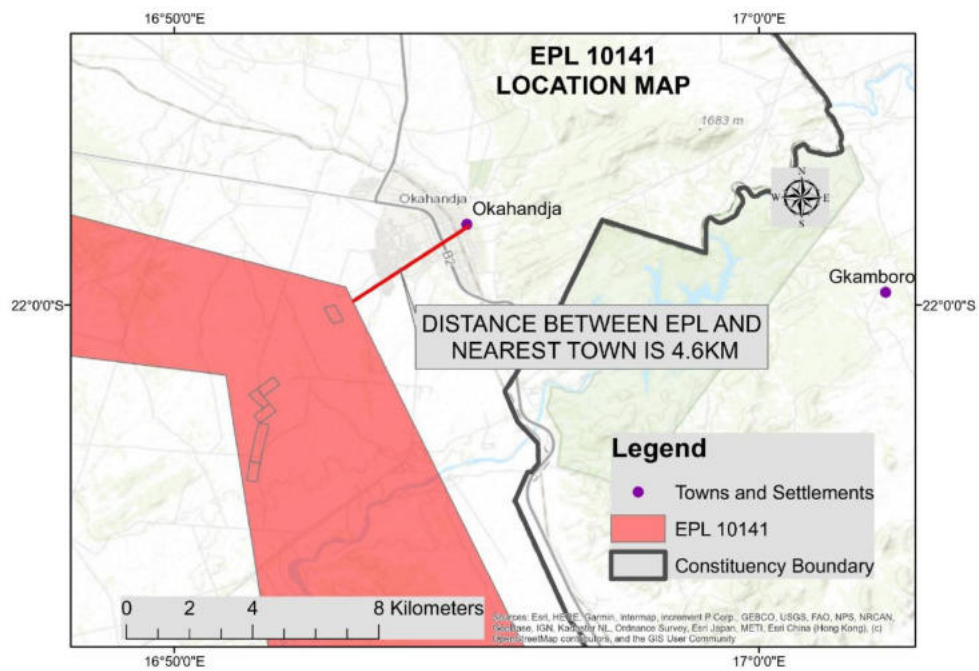 16°50'0"E
17°0'0"E
EPL 10141
LOCATION MAP
1683 m
N
W
E
S
Okahandja
Okahandja
B2
Gkamboro
22°0'0"S
22°0'0"S
DISTANCE BETWEEN EPL AND
NEAREST TOWN IS 4.6KM
Legend
Towns and Settlements
EPL 10141
Constituency Boundary
0 2 4 8 Kilometers
Sources: Esri, HERE, Garmin, Intermap, increment P Corp., GEBCO, USGS, FAO, NPS, NRCAN,
GeoBase, IGN, Kadaster NL, Ordnance Survey, Esri Japan, METI, Esri China (Hong Kong), (c)
OpenStreetMap contributors, and the GIS User Community
16°50'0"E
17°0'0"E